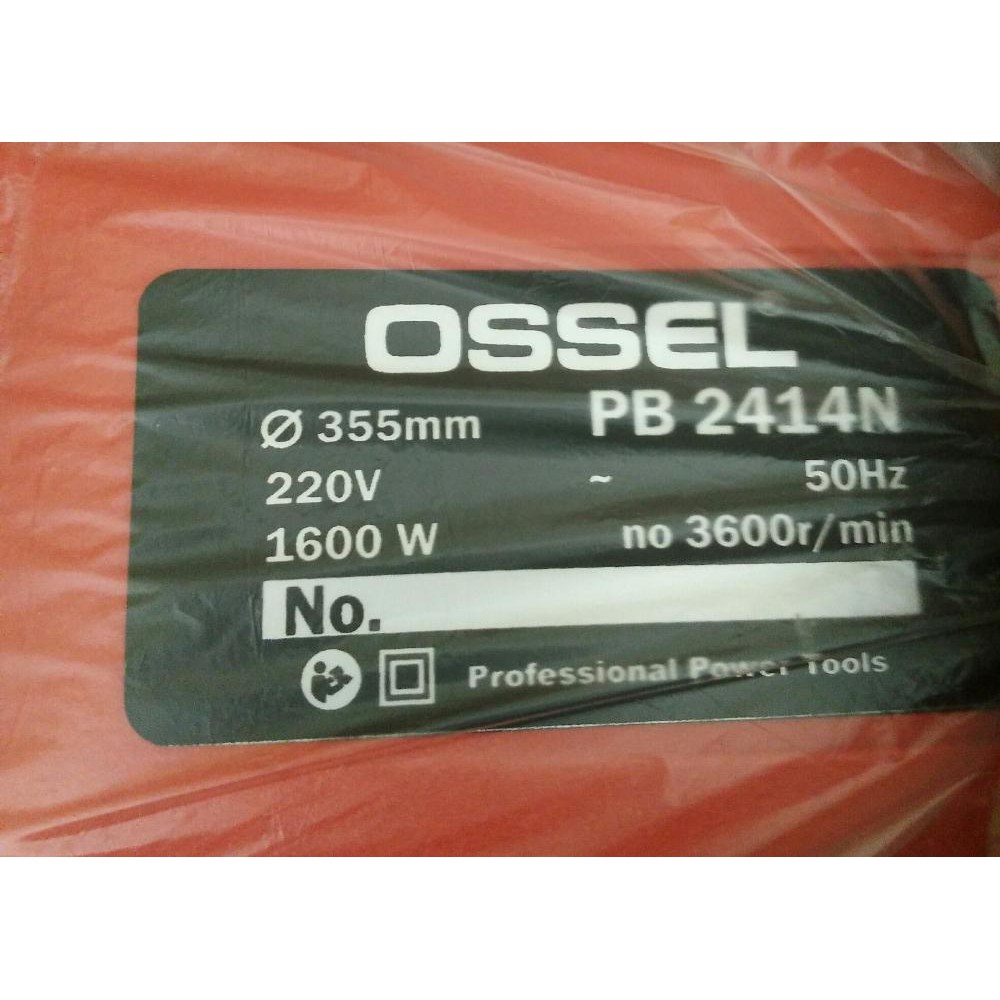 OSSEL
Ø 355mm PB 2414N
220V ~ 50Hz
1600 W no 3600r/min
No.
Professional Power Tools